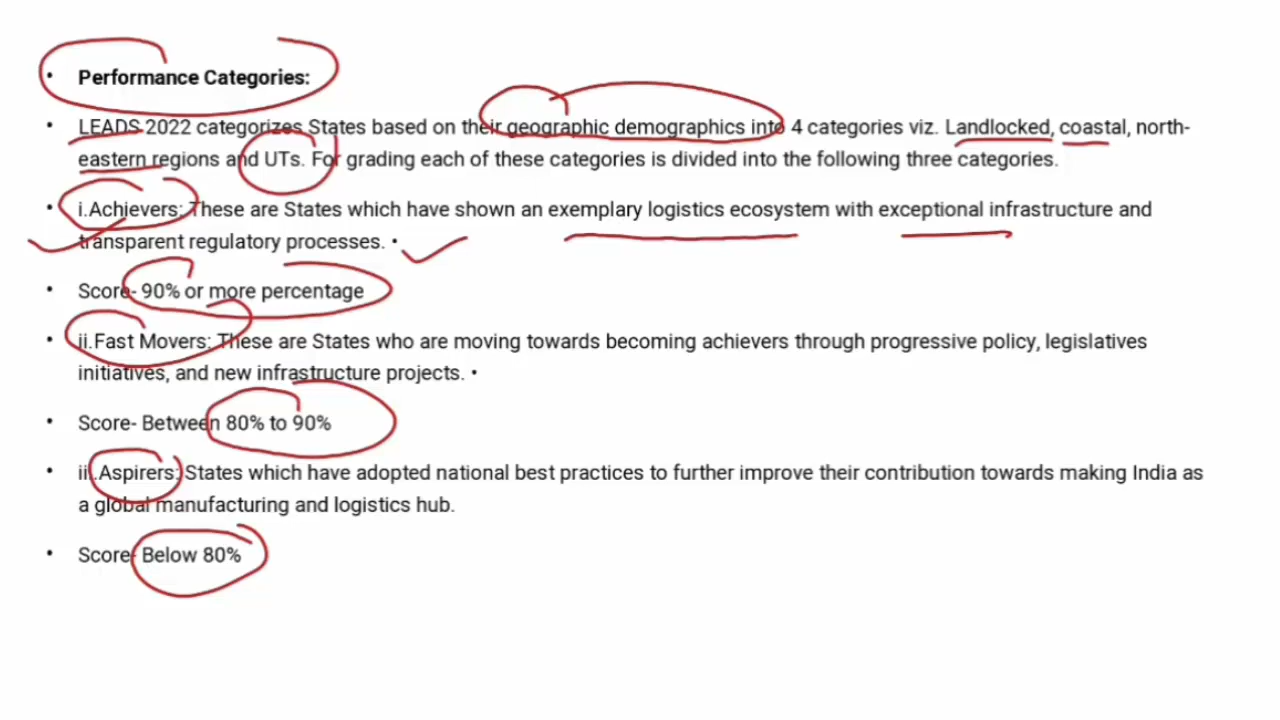 • Performance Categories:
• LEADS 2022 categorizes States based on their geographic demographics into 4 categories viz. Landlocked, coastal, north-
eastern regions and UTs. For grading each of these categories is divided into the following three categories.
• i.Achievers: These are States which have shown an exemplary logistics ecosystem with exceptional infrastructure and
transparent regulatory processes. •
• Score- 90% or more percentage
• ii.Fast Movers: These are States who are moving towards becoming achievers through progressive policy, legislatives
initiatives, and new infrastructure projects. •
• Score- Between 80% to 90%
• ii.Aspirers: States which have adopted national best practices to further improve their contribution towards making India as
a global manufacturing and logistics hub.
• Score- Below 80%